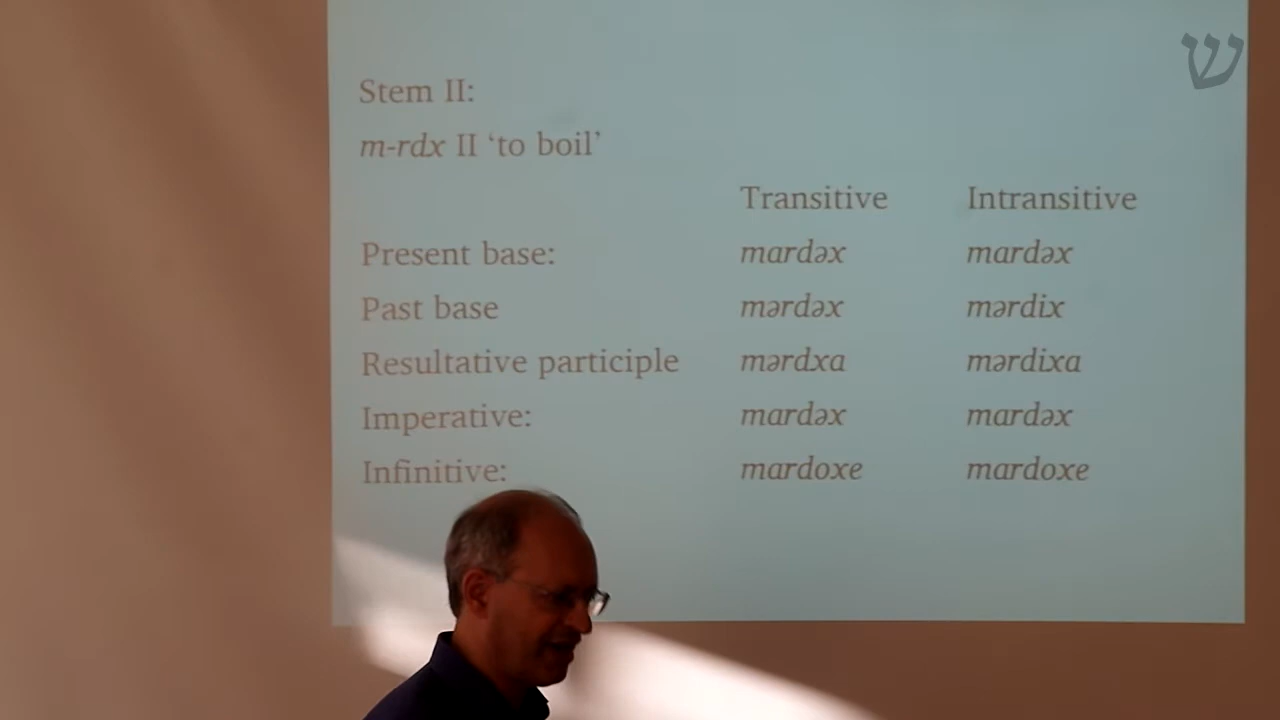 ש
Stem II:
m-rdx II ‘to boil’
Transitive Intransitive
Present base: mardəx mardəx
Past base mərdəx mərdix
Resultative participle mərdxa mərdixa
Imperative: mardəx mardəx
Infinitive: mardoxe mardoxe